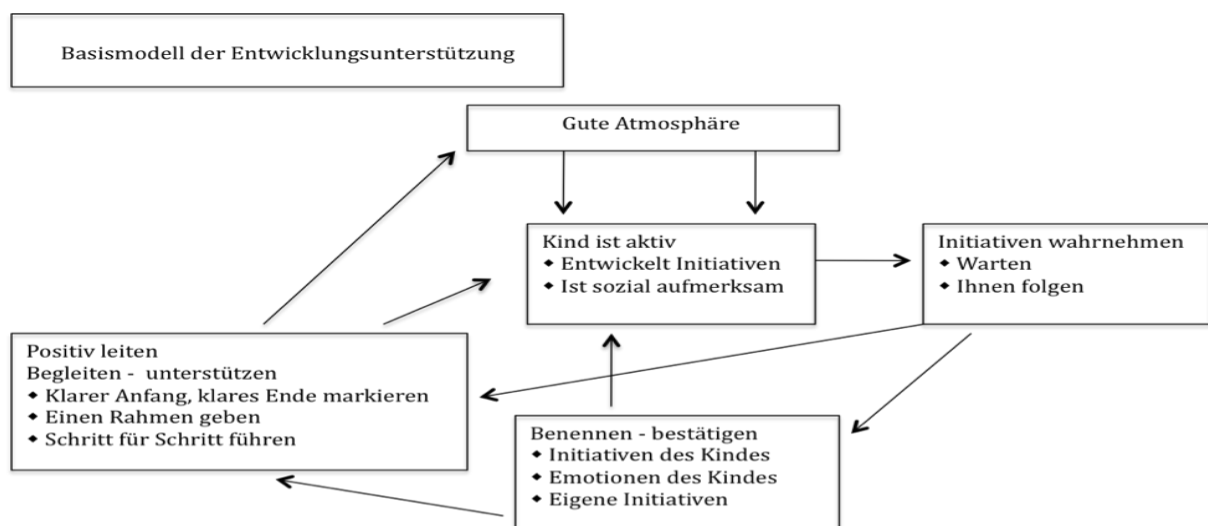 Basismodell der Entwicklungsunterstützung
Gute Atmosphäre
Kind ist aktiv
◆ Entwickelt Initiativen
◆ Ist sozial aufmerksam
Initiativen wahrnehmen
◆ Warten
◆ Ihnen folgen
Positiv leiten
Begleiten - unterstützen
◆ Klarer Anfang, klares Ende markieren
◆ Einen Rahmen geben
◆ Schritt für Schritt führen
Benennen - bestätigen
◆ Initiativen des Kindes
◆ Emotionen des Kindes
◆ Eigene Initiativen